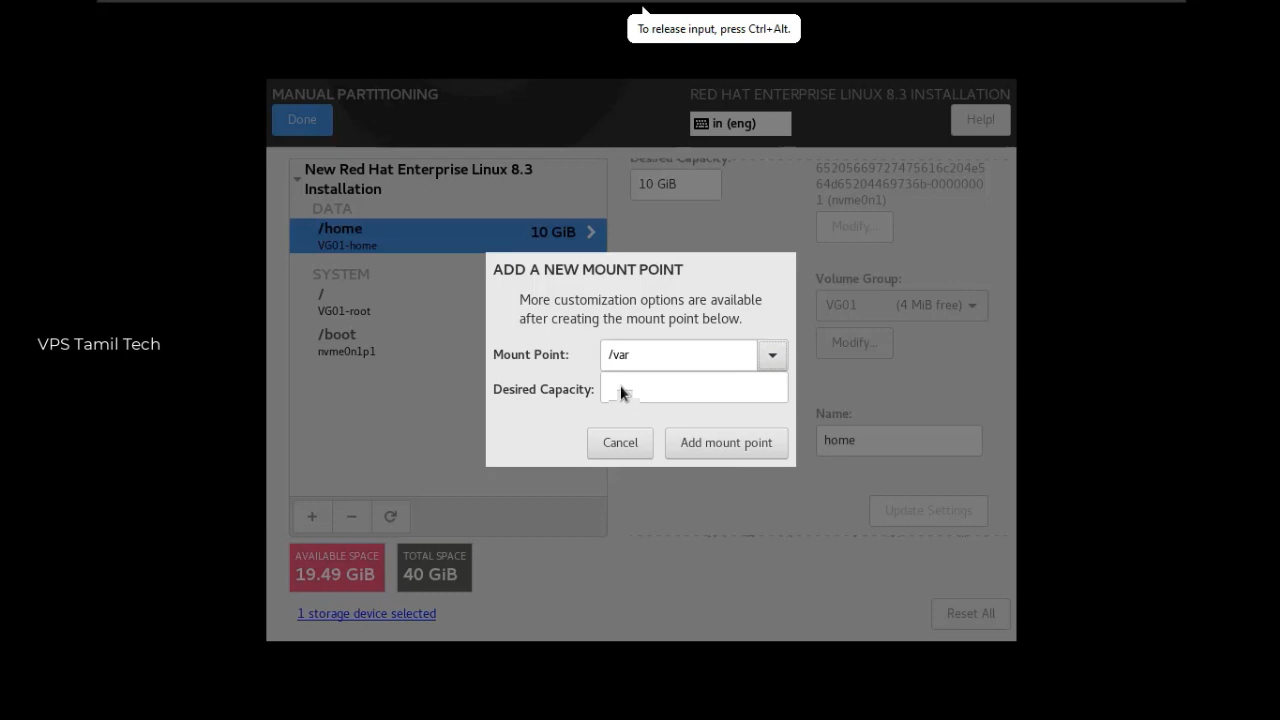 To release input, press Ctrl+Alt.
MANUAL PARTITIONING
RED HAT ENTERPRISE LINUX 8.3 INSTALLATION
Done
in (eng)
Help!
New Red Hat Enterprise Linux 8.3
Installation
DATA
/home
10 GiB
VG01-home
SYSTEM
/
VG01-root
/boot
nvme0n1p1
Desired Capacity:
10 GiB
65205669727475616c204e5
64d65204469736b-0000000
1 (nvme0n1)
Modify...
Volume Group:
VG01 (4 MiB free)
Modify...
Name:
home
Update Settings
ADD A NEW MOUNT POINT
More customization options are available
after creating the mount point below.
Mount Point: /var
Desired Capacity:
Cancel
Add mount point
VPS Tamil Tech
+ −
AVAILABLE SPACE
19.49 GiB
TOTAL SPACE
40 GiB
1 storage device selected
Reset All